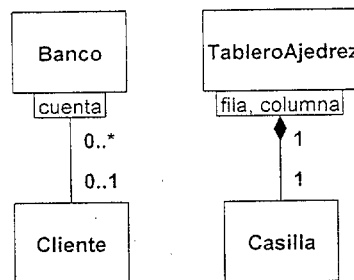 Banco
cuenta
0..*
0..1
Cliente
TableroAjedrez
fila, columna
1
1
Casilla